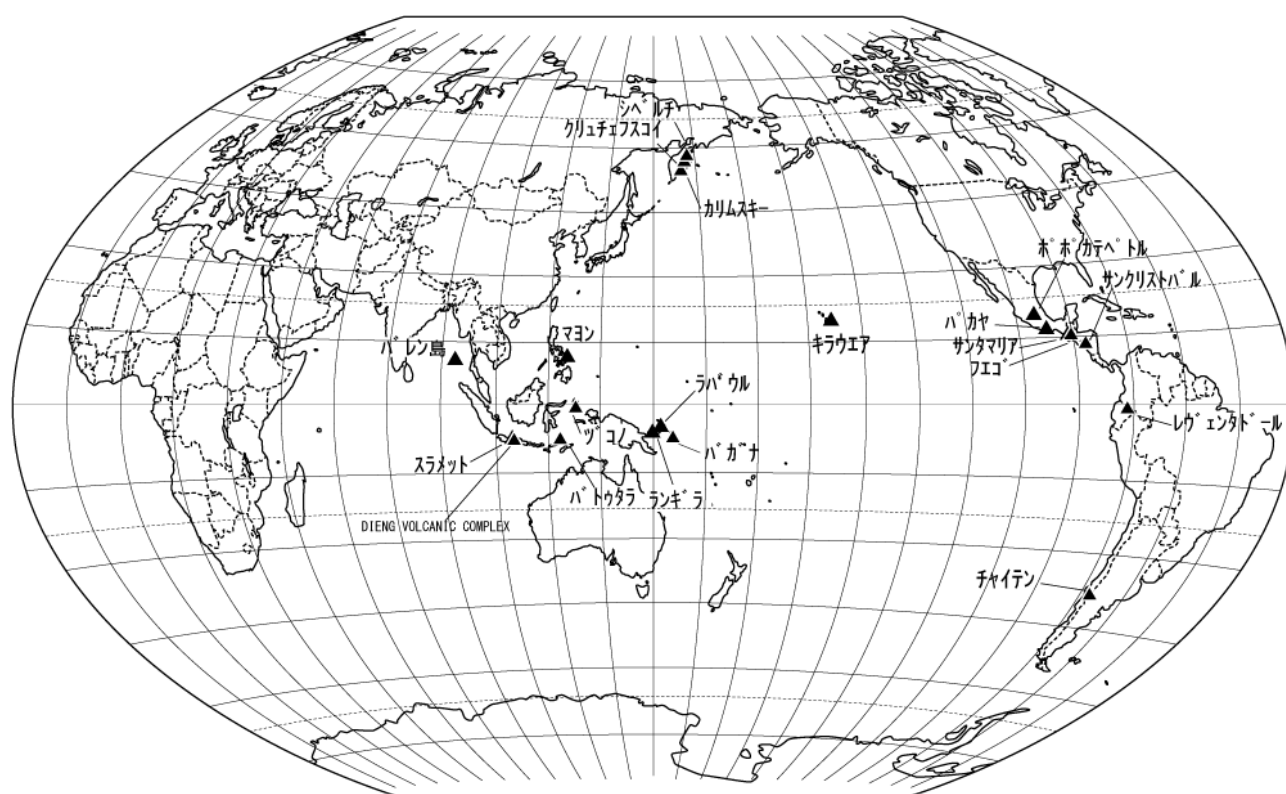 シベルチ
クリュチェフスコイ
カリムスキー
ポポカテペトル
サンクリストバル
パカヤ
サンタマリア
フエゴ
キラウエア
マヨン
バレン島
ラバウル
ヅコノ
バガナ
レヴェンタドール
スラメット
バトゥタラ
ランギラ
DIENG VOLCANIC COMPLEX
チャイテン